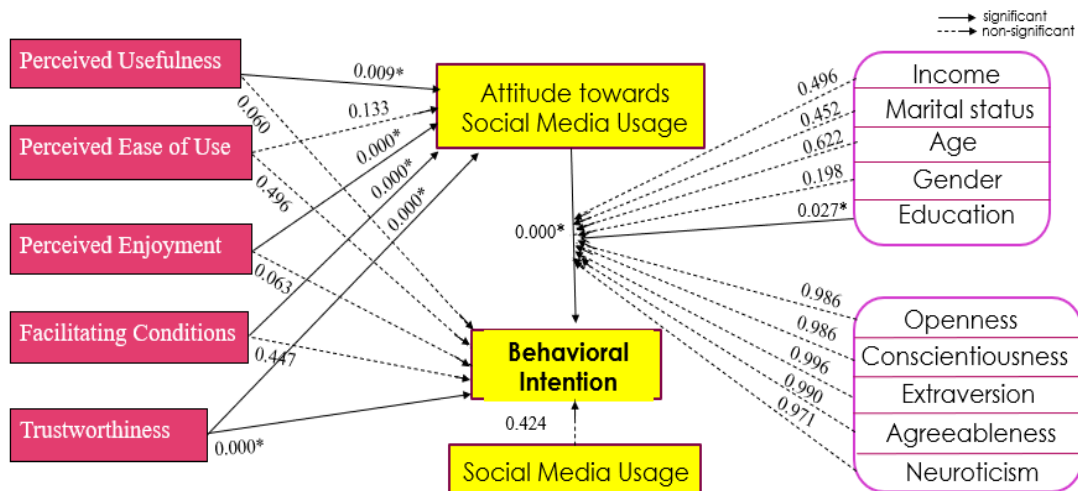 significant
non-significant
Perceived Usefulness
0.009*
0.060
Attitude towards
Social Media Usage
0.133
Perceived Ease of Use
0.000*
0.496
0.000*
0.000*
Perceived Enjoyment
0.063
Facilitating Conditions
0.447
Trustworthiness
0.000*
0.000*
Behavioral
Intention
0.424
Social Media Usage
0.496
Income
0.452
Marital status
0.622
Age
0.198
Gender
0.027*
Education
0.986
Openness
0.986
Conscientiousness
0.996
Extraversion
0.990
Agreeableness
0.971
Neuroticism